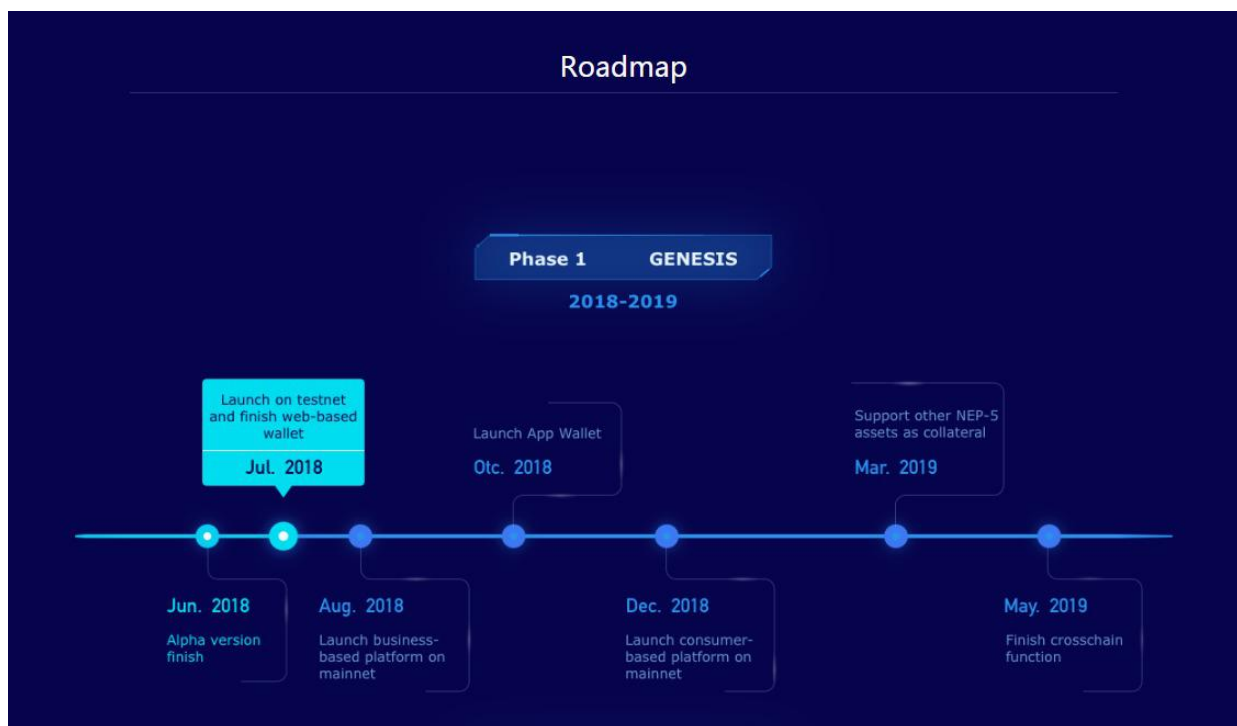 Roadmap
Phase 1 GENESIS
2018-2019
Launch on testnet
and finish web-based
wallet
Jul. 2018
Launch App Wallet
Otc. 2018
Support other NEP-5
assets as collateral
Mar. 2019
Jun. 2018
Alpha version
finish
Aug. 2018
Launch business-
based platform on
mainnet
Dec. 2018
Launch consumer-
based platform on
mainnet
May. 2019
Finish crosschain
function